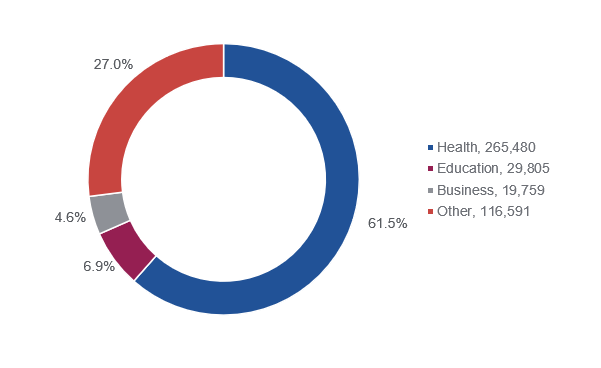 27.0%
4.6%
6.9%
61.5%
Health, 265,480
Education, 29,805
Business, 19,759
Other, 116,591